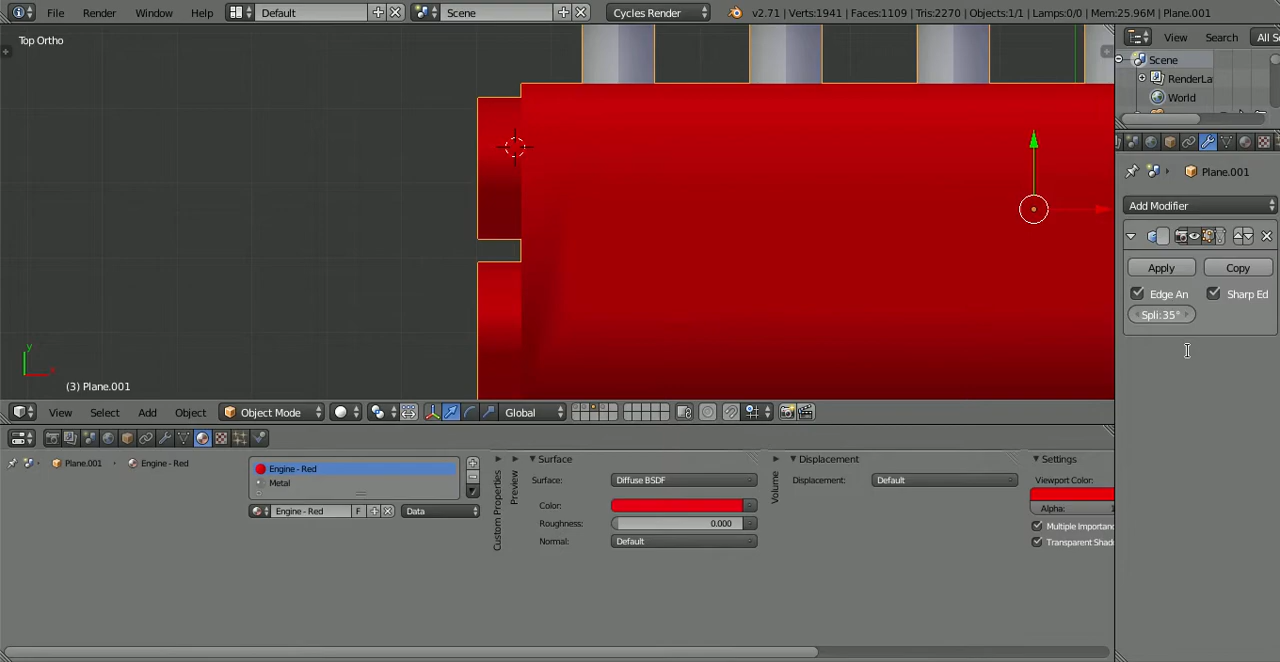 File Render Window Help Default Scene Cycles Render v2.71 | Verts:1941 | Faces:1109 | Tris:2270 | Objects:1/1 | Lamps:0/0 | Mem:25.96M | Plane.001
Top Ortho
View Search All S
Scene
RenderLa
World
Plane.001
Add Modifier
Apply Copy
Edge An Sharp Ed
Spli:35°
y
x
(3) Plane.001
View Select Add Object Object Mode Global
Plane.001 Engine - Red
Engine - Red
Metal
Engine - Red F Data
Custom Properties
Preview
Surface
Surface: Diffuse BSDF
Color:
Roughness: 0.000
Normal: Default
Volume
Displacement
Displacement: Default
Settings
Viewport Color:
Alpha: 1
Multiple Importanc
Transparent Shado